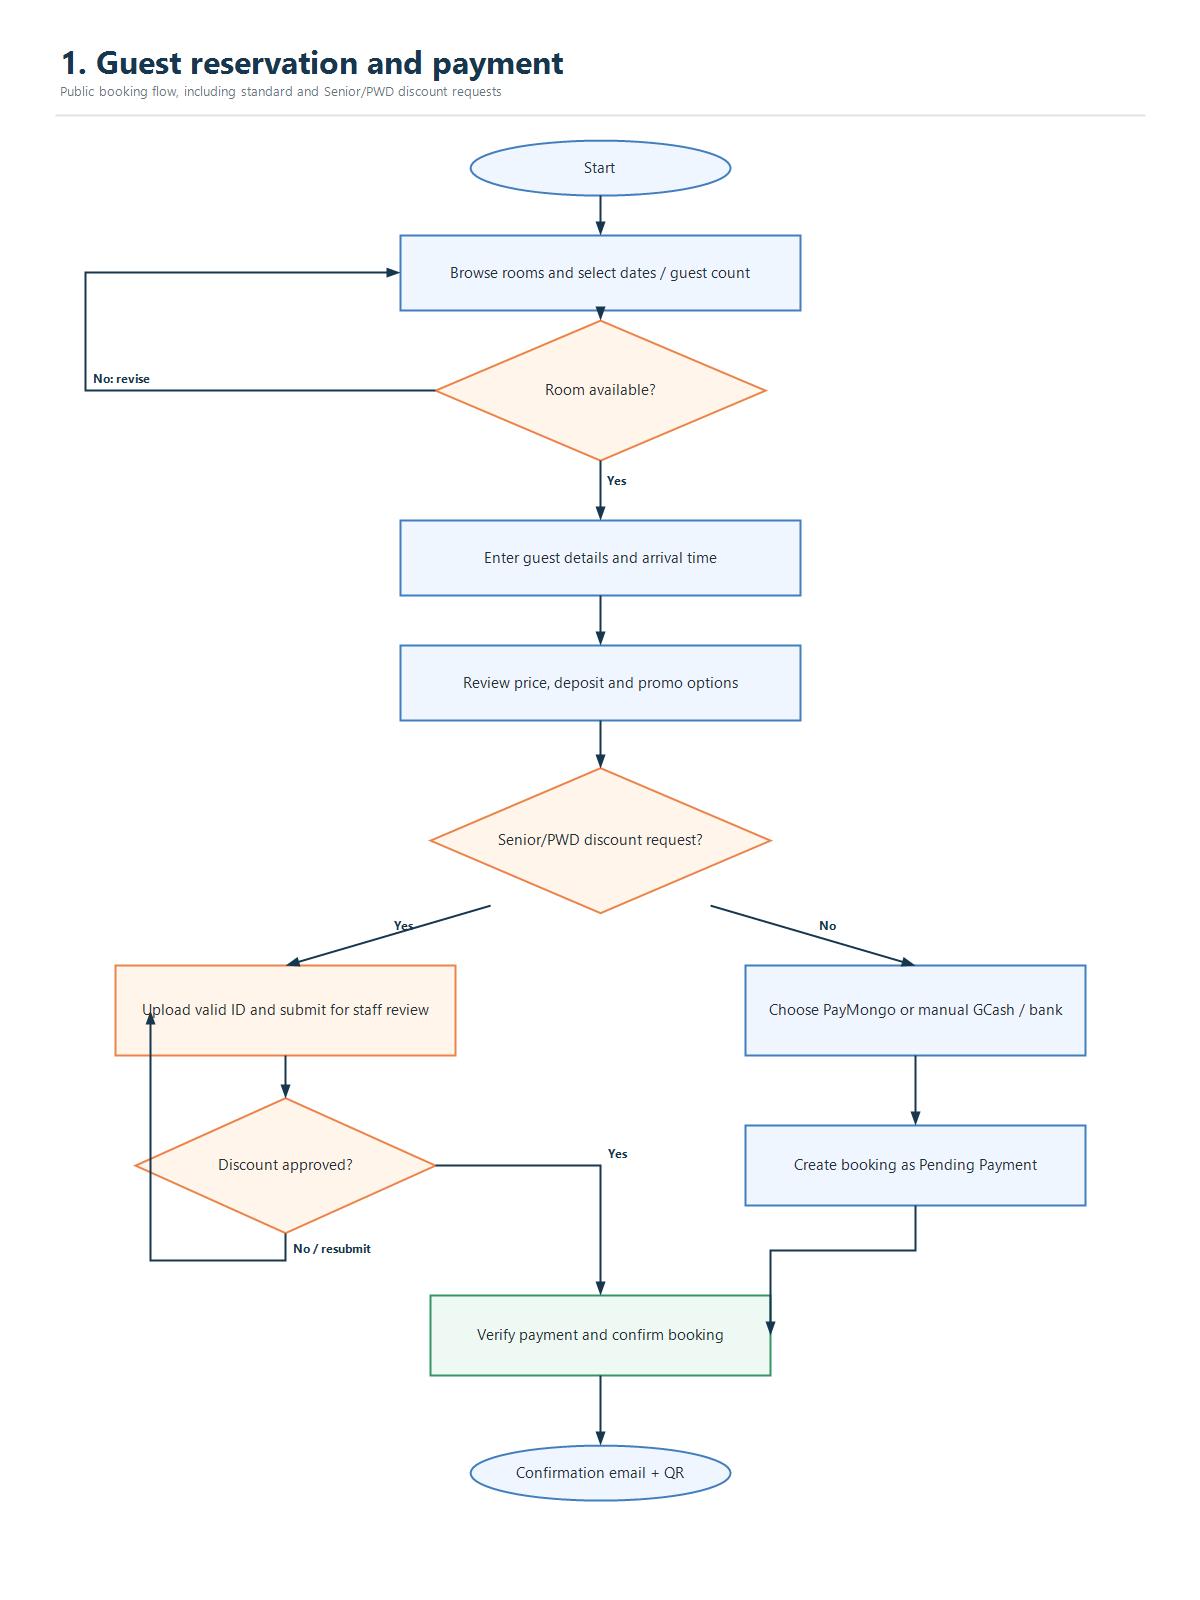 1. Guest reservation and payment
Public booking flow, including standard and Senior/PWD discount requests
Start
Browse rooms and select dates / guest count
No: revise
Room available?
Yes
Enter guest details and arrival time
Review price, deposit and promo options
Senior/PWD discount request?
Yes
No
Upload valid ID and submit for staff review
Choose PayMongo or manual GCash / bank
Discount approved?
Yes
Create booking as Pending Payment
No / resubmit
Verify payment and confirm booking
Confirmation email + QR